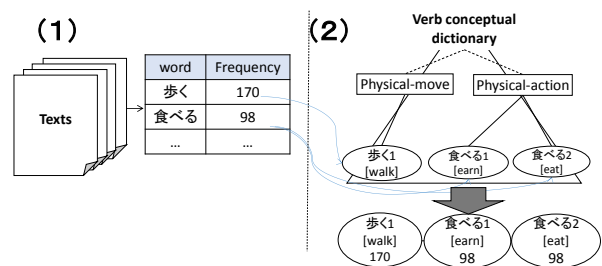 (1)
Texts
word Frequency
歩く 170
食べる 98
... ...
(2)
Verb conceptual
dictionary
Physical-move Physical-action
歩く1 食べる1 食べる2
[walk] [earn] [eat]
歩く1 食べる1 食べる2
[walk] [earn] [eat]
170 98 98